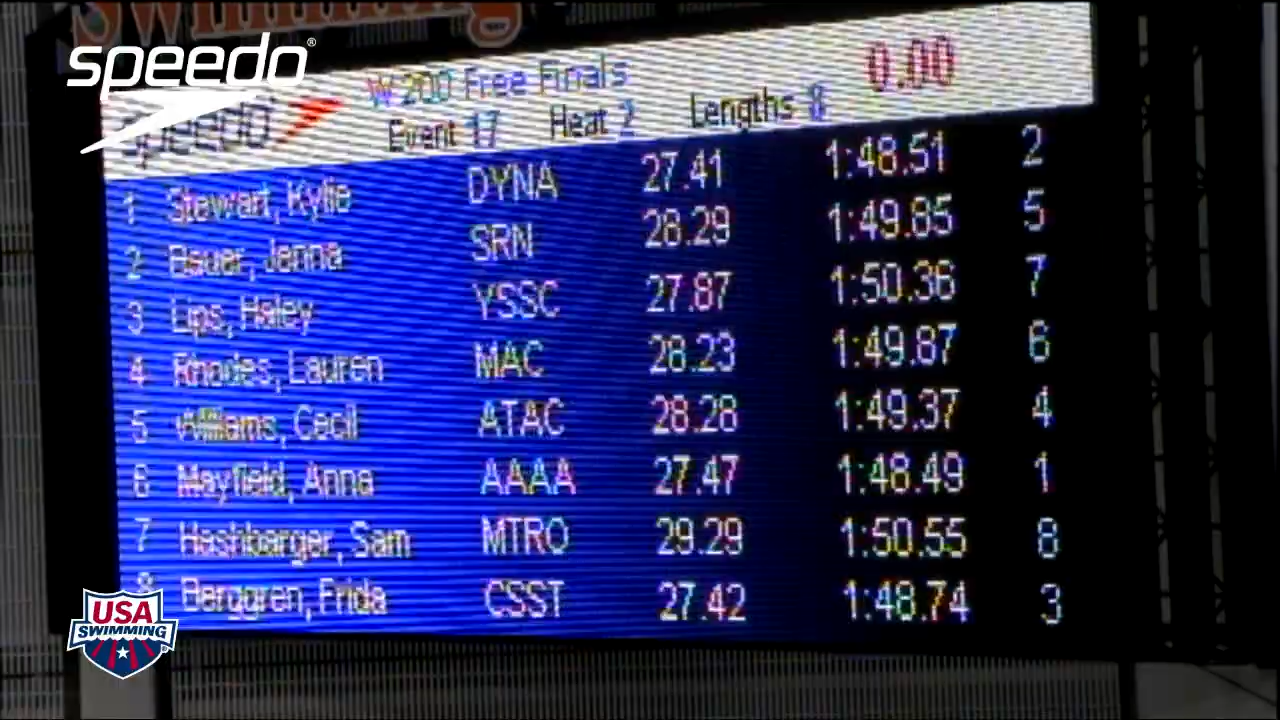 Swimming
speedo®
speedo
W 200 Free Finals 0.00
Event 17 Heat 2 Lengths 8
1 Stewart, Kylie DYNA 27.41 1:48.51 2
2 Bauer, Jenna SRN 28.29 1:49.85 5
3 Lips, Haley YSSC 27.87 1:50.36 7
4 Rhodes, Lauren MAC 28.23 1:49.87 6
5 Williams, Cecil ATAC 28.28 1:49.37 4
6 Mayfield, Anna AAAA 27.47 1:48.49 1
7 Hashbarger, Sam MTRO 29.29 1:50.55 8
8 Berggren, Frida CSST 27.42 1:48.74 3
USA
SWIMMING